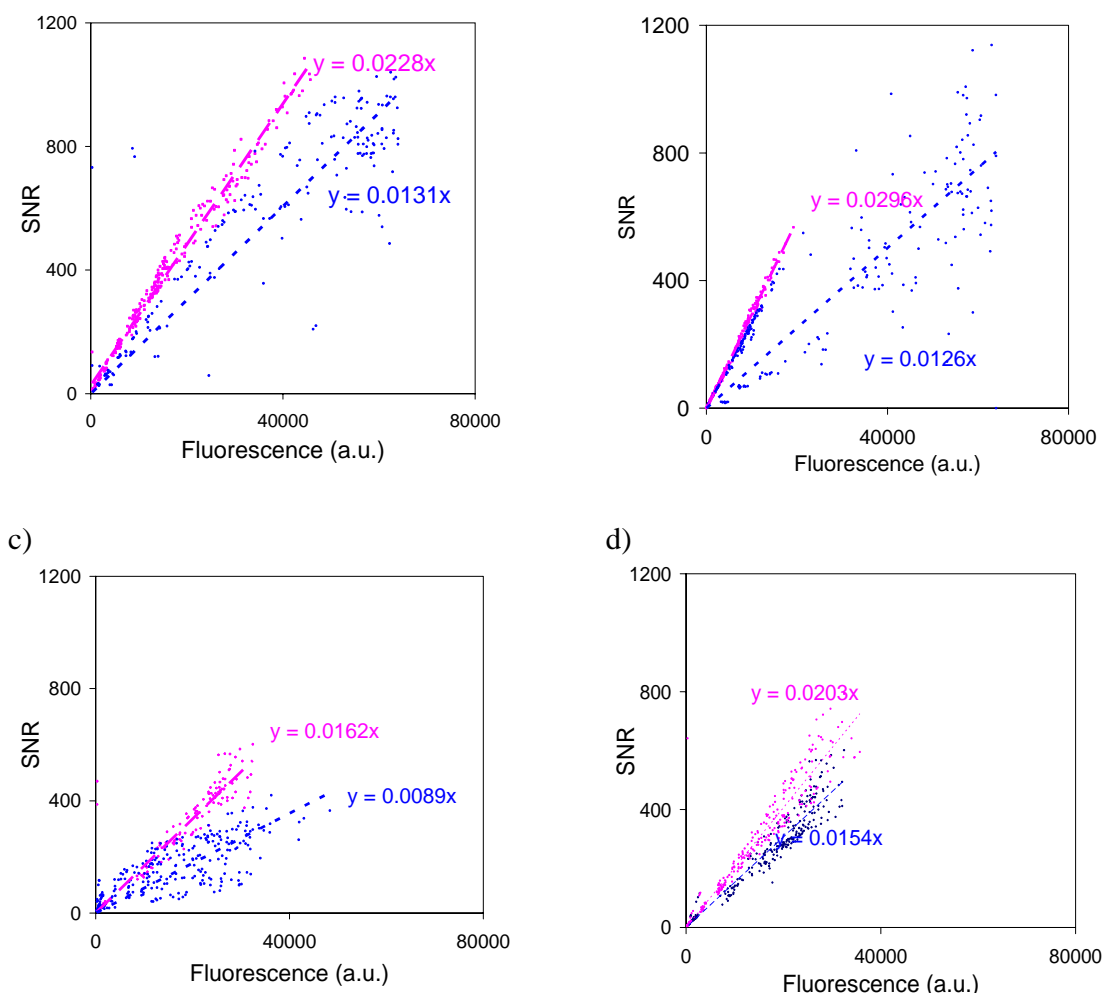 1200
800
400
0
SNR
y = 0.0228x
y = 0.0131x
0
40000
80000
Fluorescence (a.u.)
1200
800
400
0
SNR
y = 0.0296x
y = 0.0126x
0
40000
80000
Fluorescence (a.u.)
c)
1200
800
400
0
SNR
y = 0.0162x
y = 0.0089x
0
40000
80000
Fluorescence (a.u.)
d)
1200
800
400
0
SNR
y = 0.0203x
y = 0.0154x
0
40000
80000
Fluorescence (a.u.)